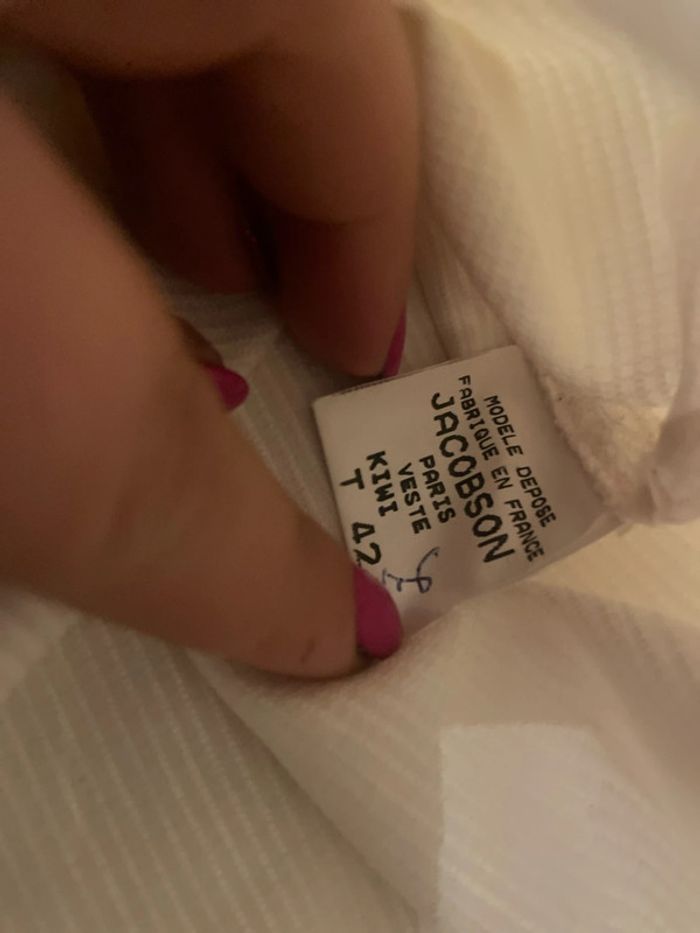 MODELE DEPOSE
FABRIQUE EN FRANCE
JACOBSON
PARIS
VESTE
KIWI
T 42